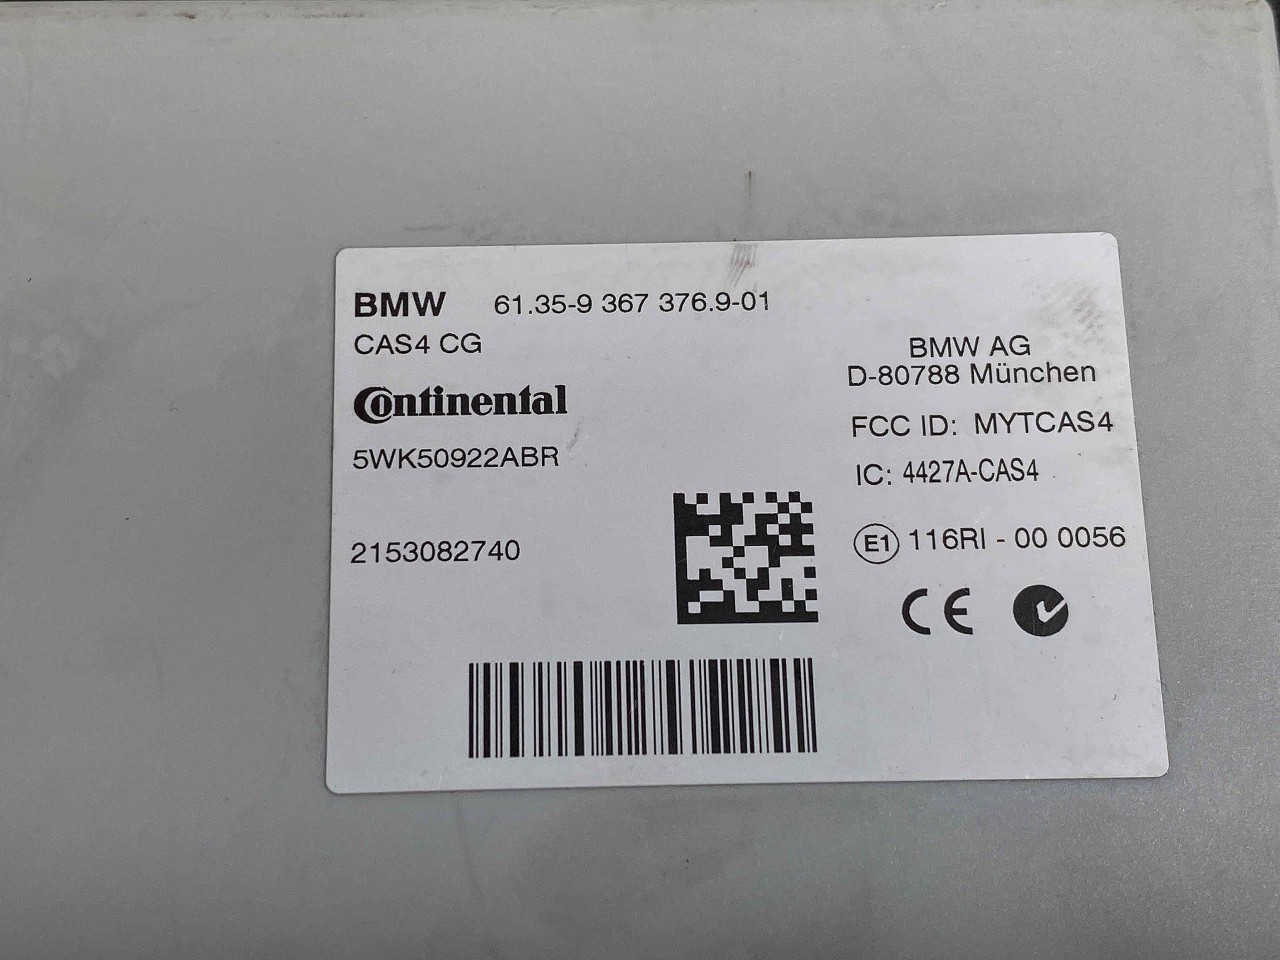 BMW 61.35-9 367 376.9-01
CAS4 CG
Continental
5WK50922ABR
2153082740
BMW AG
D-80788 München
FCC ID: MYTCAS4
IC: 4427A-CAS4
E1 116RI - 00 0056
CE